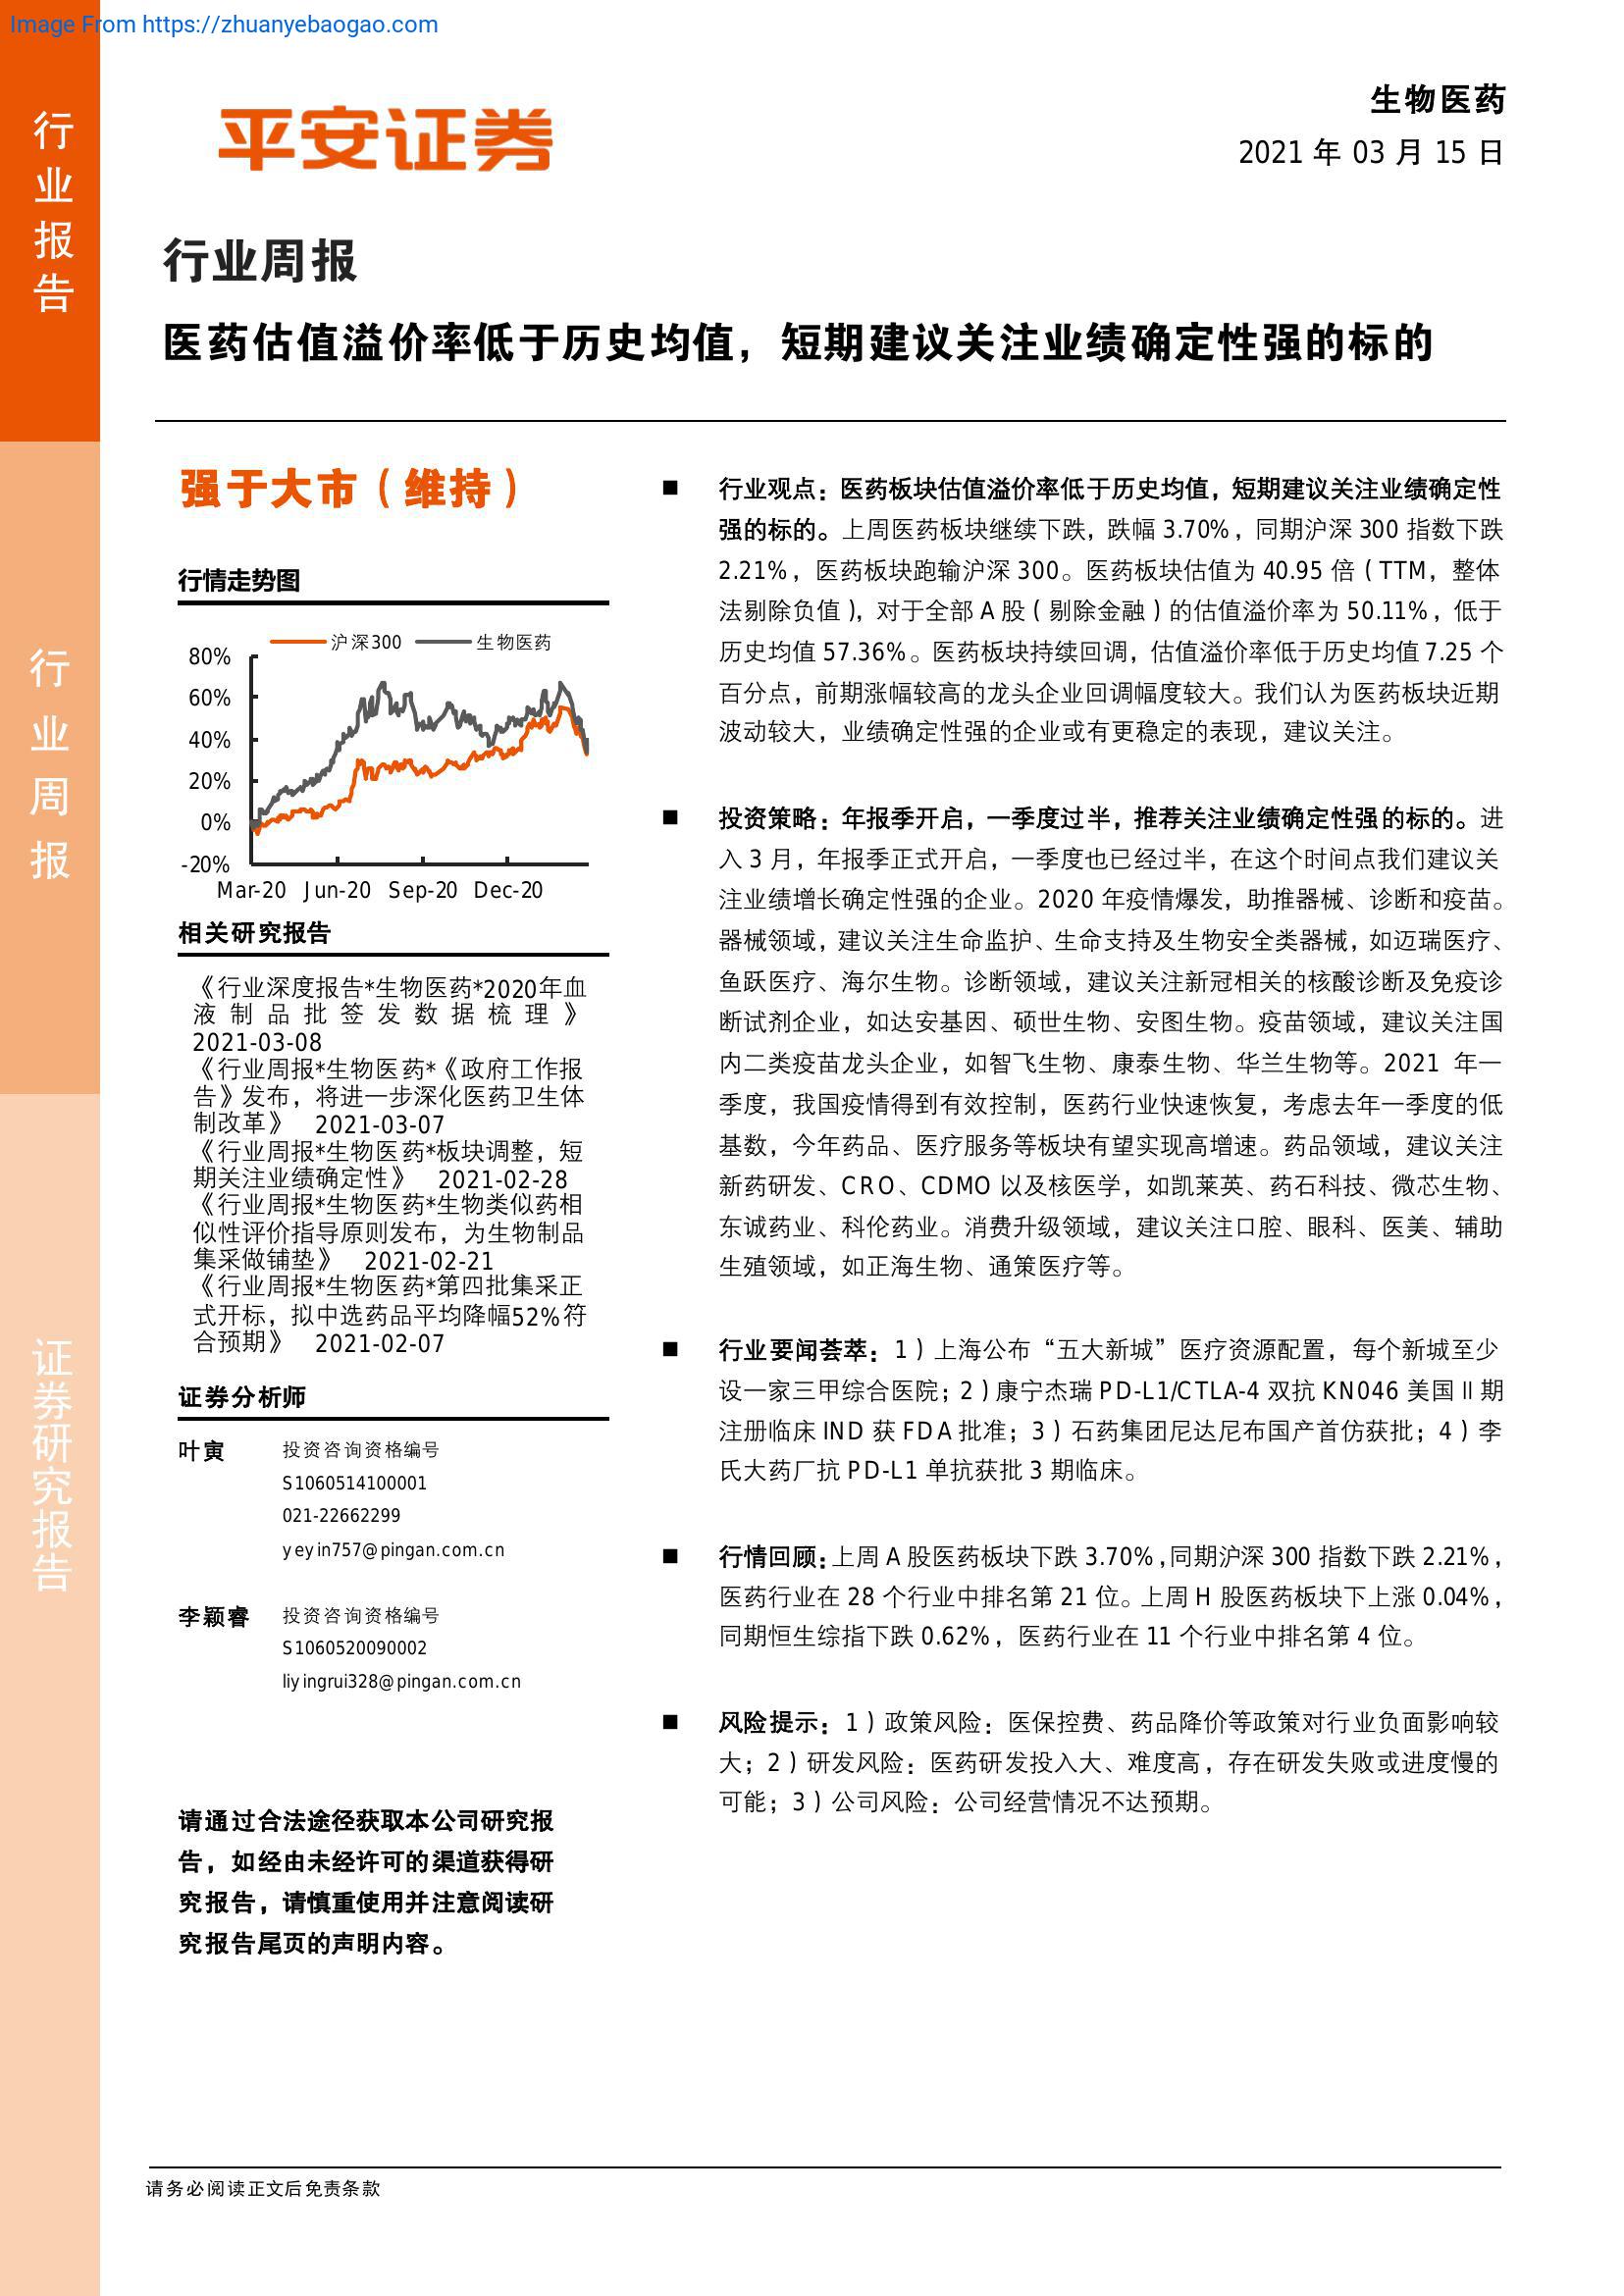 Image From https://zhuanyebaogao.com
行业报告
行业周报
证券研究报告
平安证券
生物医药
2021 年 03 月 15 日
行业周报
医药估值溢价率低于历史均值，短期建议关注业绩确定性强的标的
强于大市（维持）
行情走势图
沪深300 生物医药
80%
60%
40%
20%
0%
-20%
Mar-20 Jun-20 Sep-20 Dec-20
相关研究报告
《行业深度报告*生物医药*2020年血
液制品批签发数据梳理》
2021-03-08
《行业周报*生物医药*《政府工作报
告》发布，将进一步深化医药卫生体
制改革》 2021-03-07
《行业周报*生物医药*板块调整，短
期关注业绩确定性》 2021-02-28
《行业周报*生物医药*生物类似药相
似性评价指导原则发布，为生物制品
集采做铺垫》 2021-02-21
《行业周报*生物医药*第四批集采正
式开标，拟中选药品平均降幅52%符
合预期》 2021-02-07
证券分析师
叶寅 投资咨询资格编号
S1060514100001
021-22662299
yeyin757@pingan.com.cn
李颖睿 投资咨询资格编号
S1060520090002
liyingrui328@pingan.com.cn
请通过合法途径获取本公司研究报
告，如经由未经许可的渠道获得研
究报告，请慎重使用并注意阅读研
究报告尾页的声明内容。
■ 行业观点：医药板块估值溢价率低于历史均值，短期建议关注业绩确定性
强的标的。上周医药板块继续下跌，跌幅 3.70%，同期沪深 300 指数下跌
2.21%，医药板块跑输沪深 300。医药板块估值为 40.95 倍（TTM，整体
法剔除负值），对于全部 A 股（剔除金融）的估值溢价率为 50.11%，低于
历史均值 57.36%。医药板块持续回调，估值溢价率低于历史均值 7.25 个
百分点，前期涨幅较高的龙头企业回调幅度较大。我们认为医药板块近期
波动较大，业绩确定性强的企业或有更稳定的表现，建议关注。
■ 投资策略：年报季开启，一季度过半，推荐关注业绩确定性强的标的。进
入 3 月，年报季正式开启，一季度也已经过半，在这个时间点我们建议关
注业绩增长确定性强的企业。2020 年疫情爆发，助推器械、诊断和疫苗。
器械领域，建议关注生命监护、生命支持及生物安全类器械，如迈瑞医疗、
鱼跃医疗、海尔生物。诊断领域，建议关注新冠相关的核酸诊断及免疫诊
断试剂企业，如达安基因、硕世生物、安图生物。疫苗领域，建议关注国
内二类疫苗龙头企业，如智飞生物、康泰生物、华兰生物等。2021 年一
季度，我国疫情得到有效控制，医药行业快速恢复，考虑去年一季度的低
基数，今年药品、医疗服务等板块有望实现高增速。药品领域，建议关注
新药研发、CRO、CDMO 以及核医学，如凯莱英、药石科技、微芯生物、
东诚药业、科伦药业。消费升级领域，建议关注口腔、眼科、医美、辅助
生殖领域，如正海生物、通策医疗等。
■ 行业要闻荟萃：1）上海公布“五大新城”医疗资源配置，每个新城至少
设一家三甲综合医院；2）康宁杰瑞 PD-L1/CTLA-4 双抗 KN046 美国Ⅱ期
注册临床 IND 获 FDA 批准；3）石药集团尼达尼布国产首仿获批；4）李
氏大药厂抗 PD-L1 单抗获批 3 期临床。
■ 行情回顾：上周 A 股医药板块下跌 3.70%，同期沪深 300 指数下跌 2.21%，
医药行业在 28 个行业中排名第 21 位。上周 H 股医药板块下上涨 0.04%，
同期恒生综指下跌 0.62%，医药行业在 11 个行业中排名第 4 位。
■ 风险提示：1）政策风险：医保控费、药品降价等政策对行业负面影响较
大；2）研发风险：医药研发投入大、难度高，存在研发失败或进度慢的
可能；3）公司风险：公司经营情况不达预期。
请务必阅读正文后免责条款